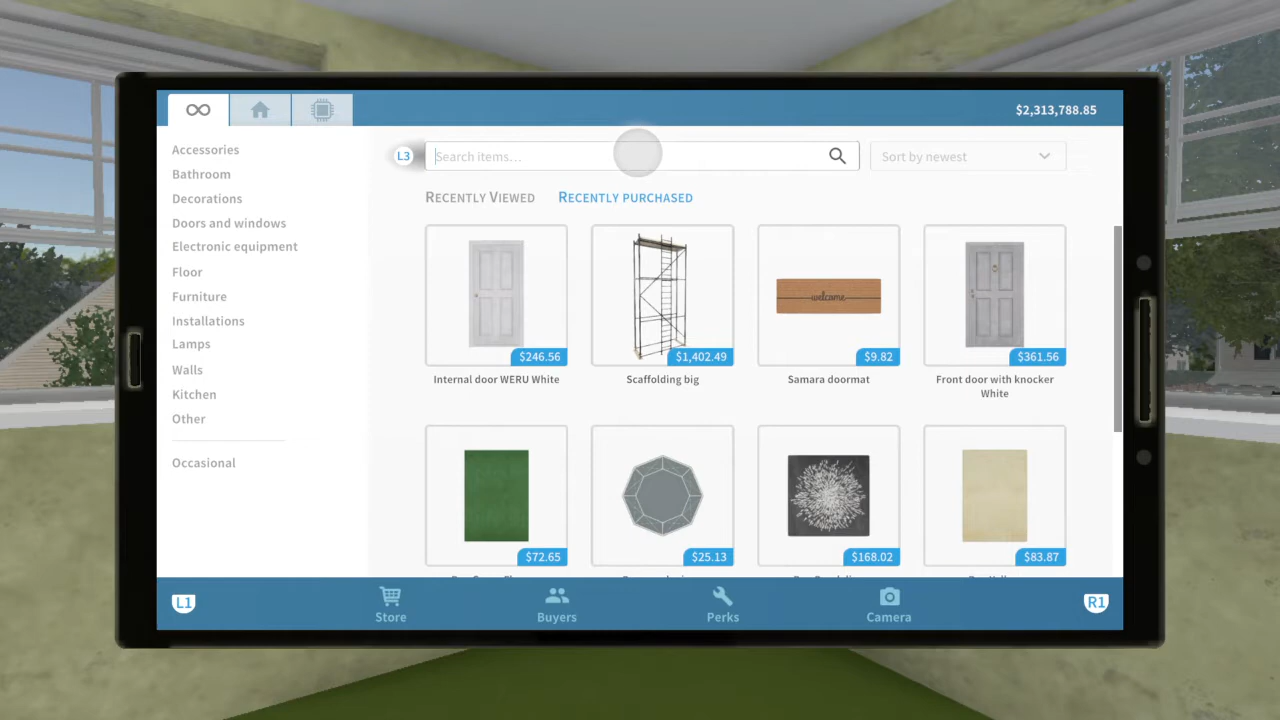 $2,313,788.85
Accessories
Bathroom
Decorations
Doors and windows
Electronic equipment
Floor
Furniture
Installations
Lamps
Walls
Kitchen
Other
Occasional
L3
Search items...
Sort by newest
RECENTLY VIEWED
RECENTLY PURCHASED
$246.56
Internal door WERU White
$1,402.49
Scaffolding big
welcome
$9.82
Samara doormat
$361.56
Front door with knocker
White
$72.65
$25.13
$168.02
$83.87
L1
Store
Buyers
Perks
Camera
R1